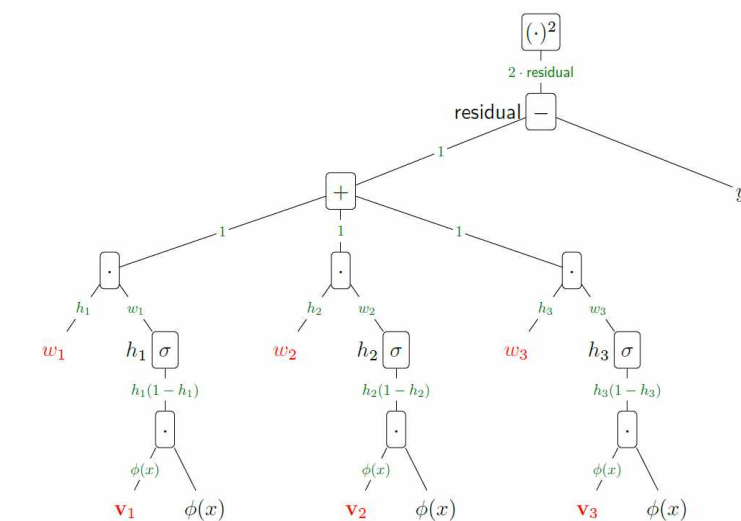 (·)²
2 · residual
residual −
1
+
y
1 1 1
· · ·
h₁ w₁ h₂ w₂ h₃ w₃
w₁ h₁ σ w₂ h₂ σ w₃ h₃ σ
h₁(1 − h₁) h₂(1 − h₂) h₃(1 − h₃)
· · ·
ϕ(x) ϕ(x) ϕ(x)
v₁ ϕ(x) v₂ ϕ(x) v₃ ϕ(x)